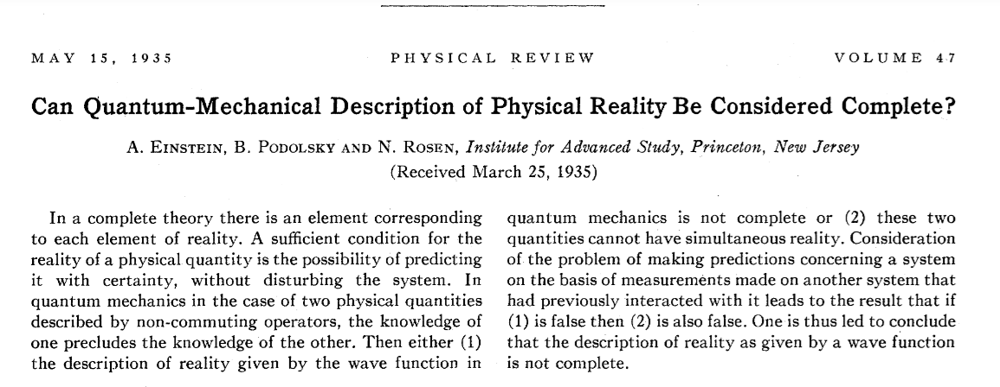 MAY 15, 1935 PHYSICAL REVIEW VOLUME 47
Can Quantum-Mechanical Description of Physical Reality Be Considered Complete?
A. EINSTEIN, B. PODOLSKY AND N. ROSEN, Institute for Advanced Study, Princeton, New Jersey
(Received March 25, 1935)
In a complete theory there is an element corresponding
to each element of reality. A sufficient condition for the
reality of a physical quantity is the possibility of predicting
it with certainty, without disturbing the system. In
quantum mechanics in the case of two physical quantities
described by non-commuting operators, the knowledge of
one precludes the knowledge of the other. Then either (1)
the description of reality given by the wave function in
quantum mechanics is not complete or (2) these two
quantities cannot have simultaneous reality. Consideration
of the problem of making predictions concerning a system
on the basis of measurements made on another system that
had previously interacted with it leads to the result that if
(1) is false then (2) is also false. One is thus led to conclude
that the description of reality as given by a wave function
is not complete.